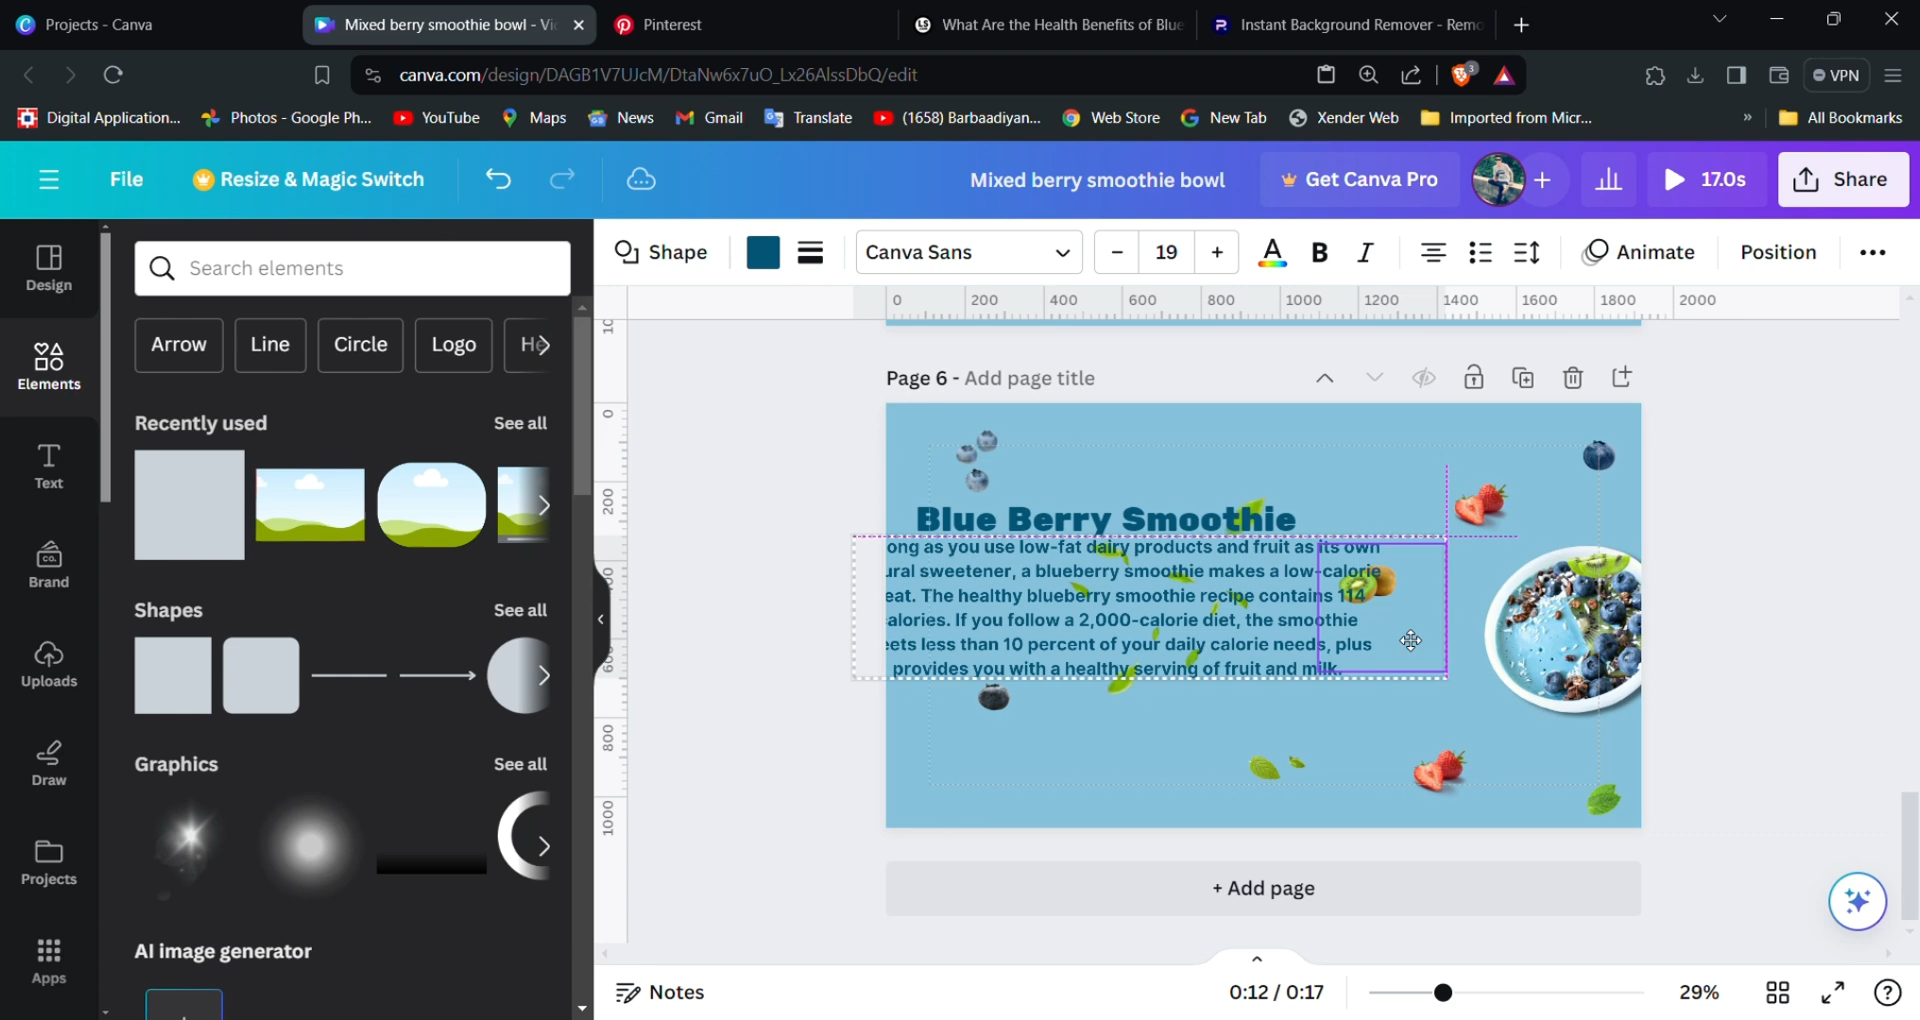 Projects - Canva
Mixed berry smoothie bowl - Vi
Pinterest
What Are the Health Benefits of Blue
Instant Background Remover - Remo
canva.com/design/DAGB1V7UJcM/DtaNw6x7uO_Lx26AlssDbQ/edit
3
VPN
Digital Application...
Photos - Google Ph...
YouTube
Maps
News
Gmail
Translate
(1658) Barbaadiyan...
Web Store
New Tab
Xender Web
Imported from Micr...
»
All Bookmarks
File
Resize & Magic Switch
Mixed berry smoothie bowl
Get Canva Pro
17.0s
Share
Design
Elements
Text
Brand
Uploads
Draw
Projects
Apps
Search elements
Arrow
Line
Circle
Logo
He
Recently used
See all
Shapes
See all
Graphics
See all
AI image generator
Shape
Canva Sans
– 19 +
A
B
I
Animate
Position
0 200 400 600 800 1000 1200 1400 1600 1800 2000
0
200
600
800
1000
Page 6 - Add page title
Blue Berry Smoothie
ong as you use low-fat dairy products and fruit as its own
ural sweetener, a blueberry smoothie makes a low-calorie
eat. The healthy blueberry smoothie recipe contains 114
alories. If you follow a 2,000-calorie diet, the smoothie
ets less than 10 percent of your daily calorie needs, plus
provides you with a healthy serving of fruit and milk.
+ Add page
Notes
0:12 / 0:17
29%